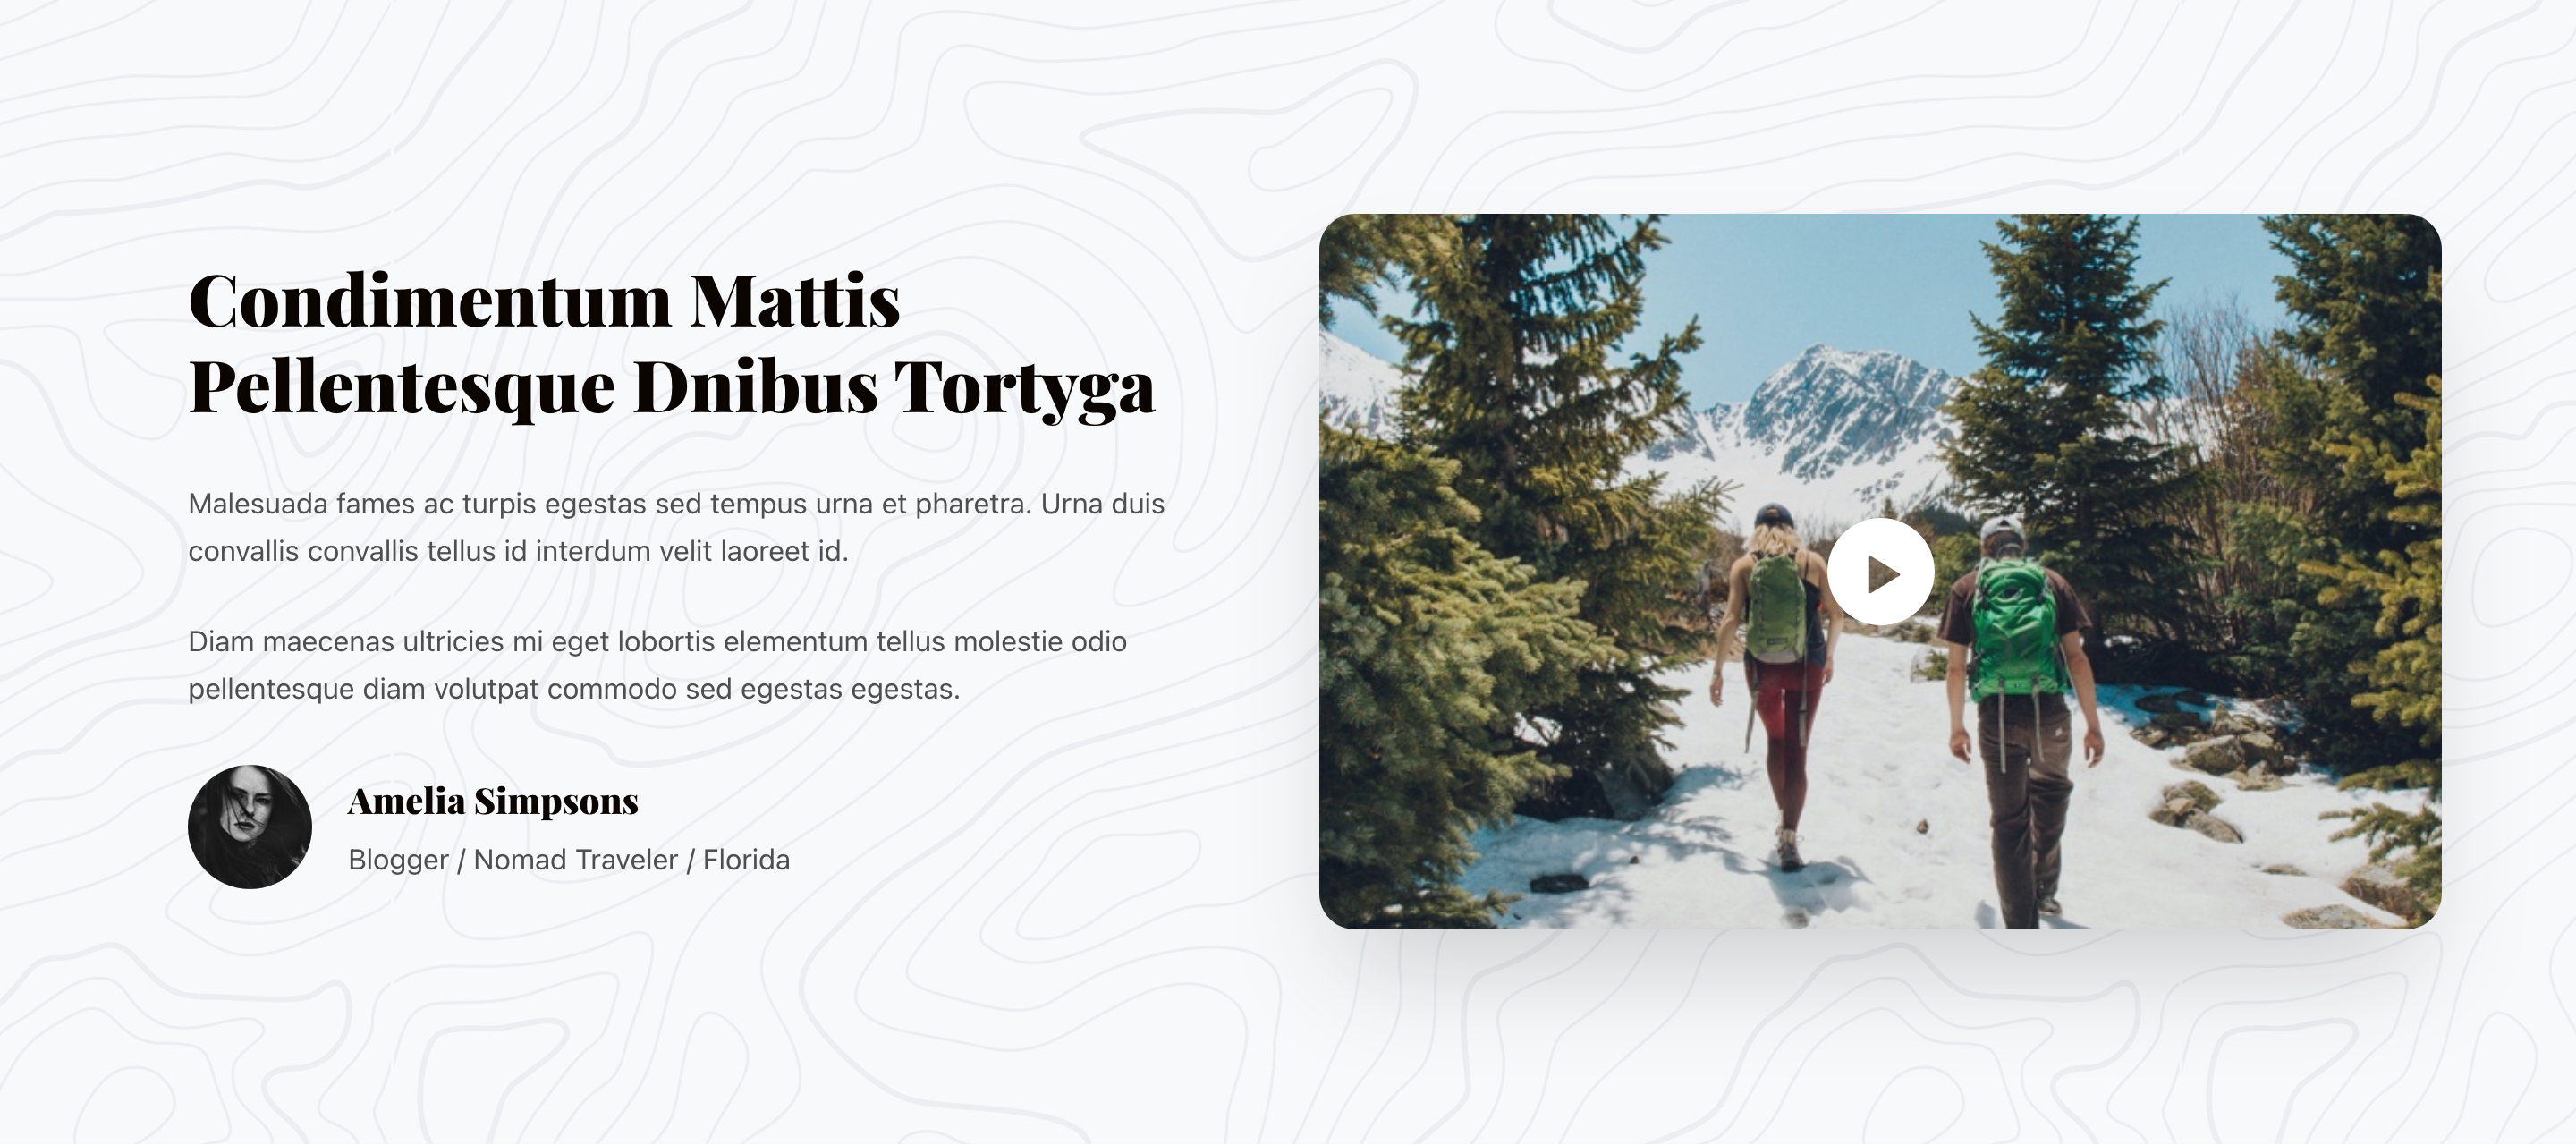 Condimentum Mattis
Pellentesque Dnibus Tortyga
Malesuada fames ac turpis egestas sed tempus urna et pharetra. Urna duis
convallis convallis tellus id interdum velit laoreet id.
Diam maecenas ultricies mi eget lobortis elementum tellus molestie odio
pellentesque diam volutpat commodo sed egestas egestas.
Amelia Simpsons
Blogger / Nomad Traveler / Florida